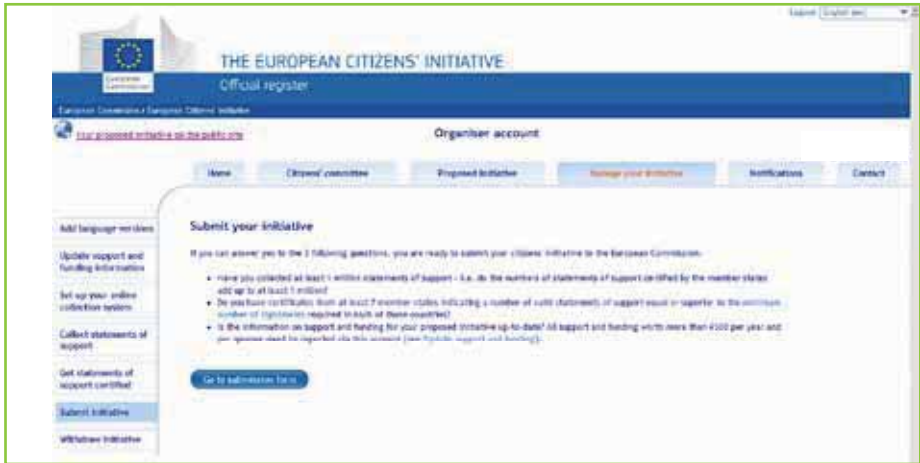 Legal English (en)
European
Commission
THE EUROPEAN CITIZENS' INITIATIVE
Official register
European Commission European Citizens' Initiative
Your proposed initiative on the public site
Organiser account
Home
Citizens' committee
Proposed initiative
Manage your initiative
Notifications
Contact
Add language versions
Update support and
funding information
Set up your online
collection system
Collect statements of
support
Get statements of
support certified
Submit initiative
Withdraw initiative
Submit your initiative
If you can answer yes to the 3 following questions, you are ready to submit your citizens' initiative to the European Commission.
Have you collected at least 1 million statements of support - i.e. do the numbers of statements of support certified by the member states
add up to at least 1 million?
Do you have certificates from at least 7 member states indicating a number of valid statements of support equal or superior to the minimum
number of signatories required in each of those countries?
Is the information on support and funding for your proposed initiative up-to-date? All support and funding worth more than €500 per year and
per sponsor must be reported via this account (see Update support and funding).
Go to submission form